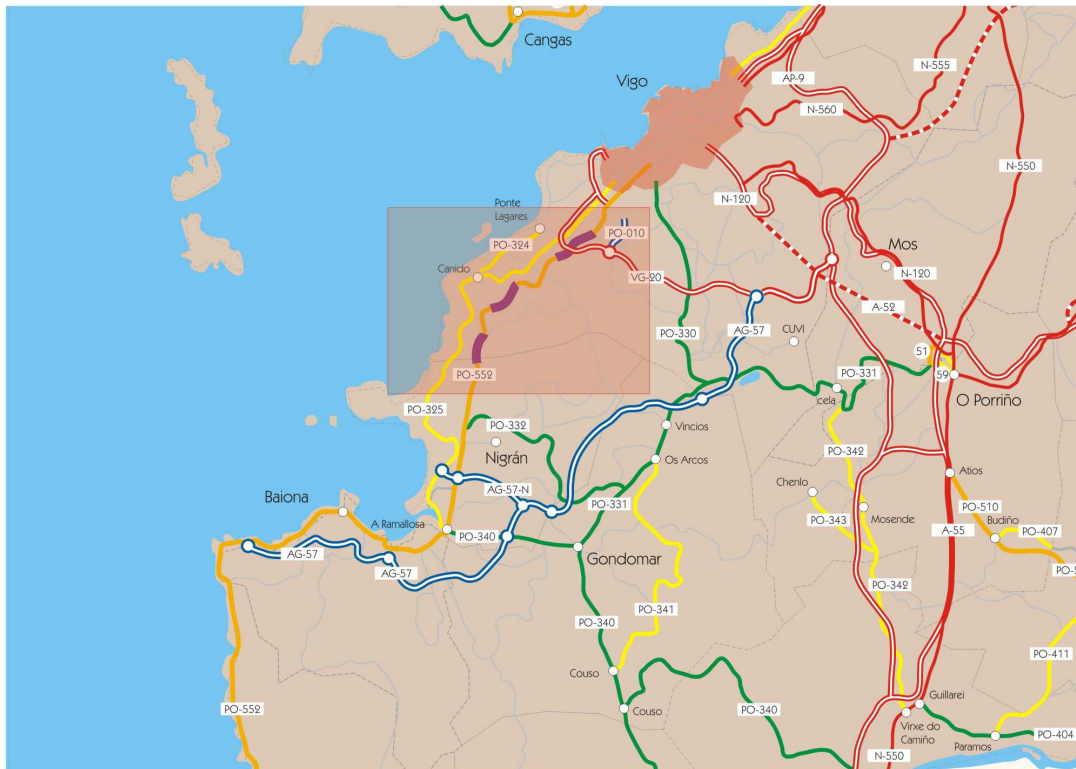 Cangas
Vigo
N-555
AP-9
N-560
N-550
N-120
Ponte
Lagares
PO-010
PO-324
Canido
VG-20
Mos
N-120
A-52
PO-330
AG-57
CUVI
51
59
PO-331
cela
O Porriño
PO-552
PO-325
PO-332
Nigrán
Vincios
Os Arcos
PO-342
Chenlo
Atios
AG-57-N
PO-331
PO-343
Mosende
PO-510
Budiño
PO-407
A-55
Baiona
A Ramallosa
PO-340
Gondomar
AG-57
AG-57
PO-342
PO-5
PO-341
PO-340
PO-411
Couso
Couso
PO-340
PO-552
Guillarei
Virxe do
Camiño
PO-404
Paramos
N-550